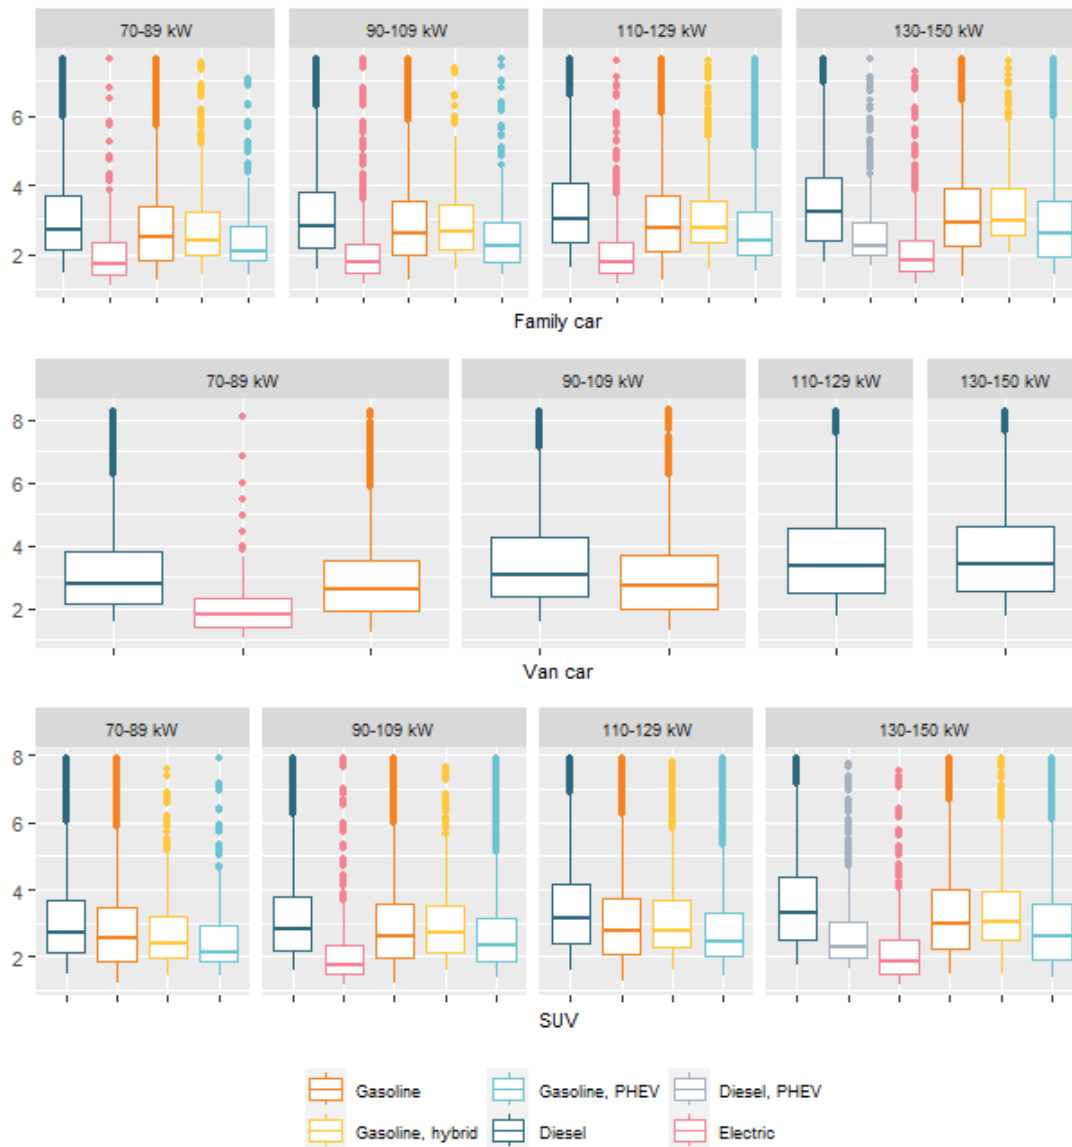 70-89 kW 90-109 kW 110-129 kW 130-150 kW
6
4
2
Family car
70-89 kW 90-109 kW 110-129 kW 130-150 kW
8
6
4
2
Van car
70-89 kW 90-109 kW 110-129 kW 130-150 kW
8
6
4
2
SUV
Gasoline Gasoline, PHEV Diesel, PHEV
Gasoline, hybrid Diesel Electric